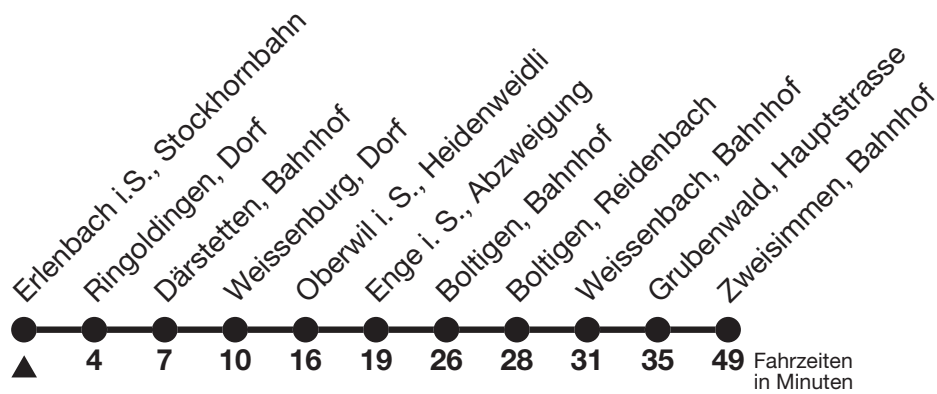 Erlenbach i.S., Stockhornbahn
Ringoldingen, Dorf
Därstetten, Bahnhof
Weissenburg, Dorf
Oberwil i. S., Heidenweidli
Enge i. S., Abzweigung
Boltigen, Bahnhof
Boltigen, Reidenbach
Weissenbach, Bahnhof
Grubenwald, Hauptstrasse
Zweisimmen, Bahnhof
4 7 10 16 19 26 28 31 35 49 Fahrzeiten
in Minuten